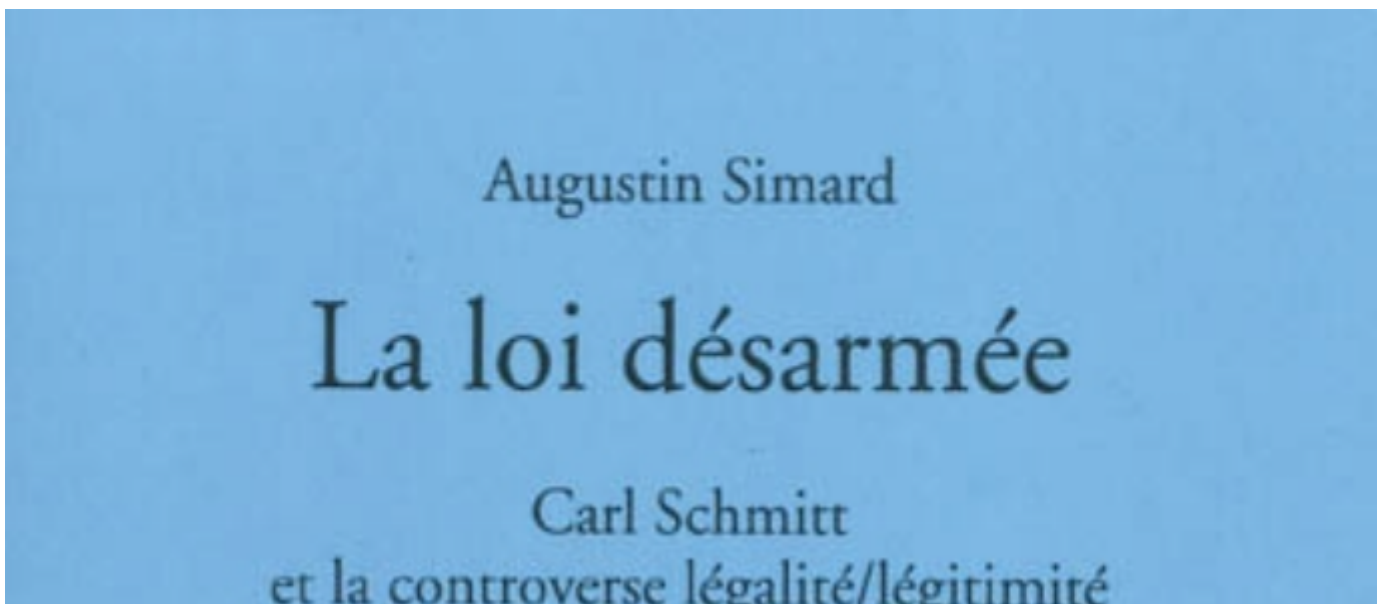 Augustin Simard
La loi désarmée
Carl Schmitt
et la controverse légalité/légitimité